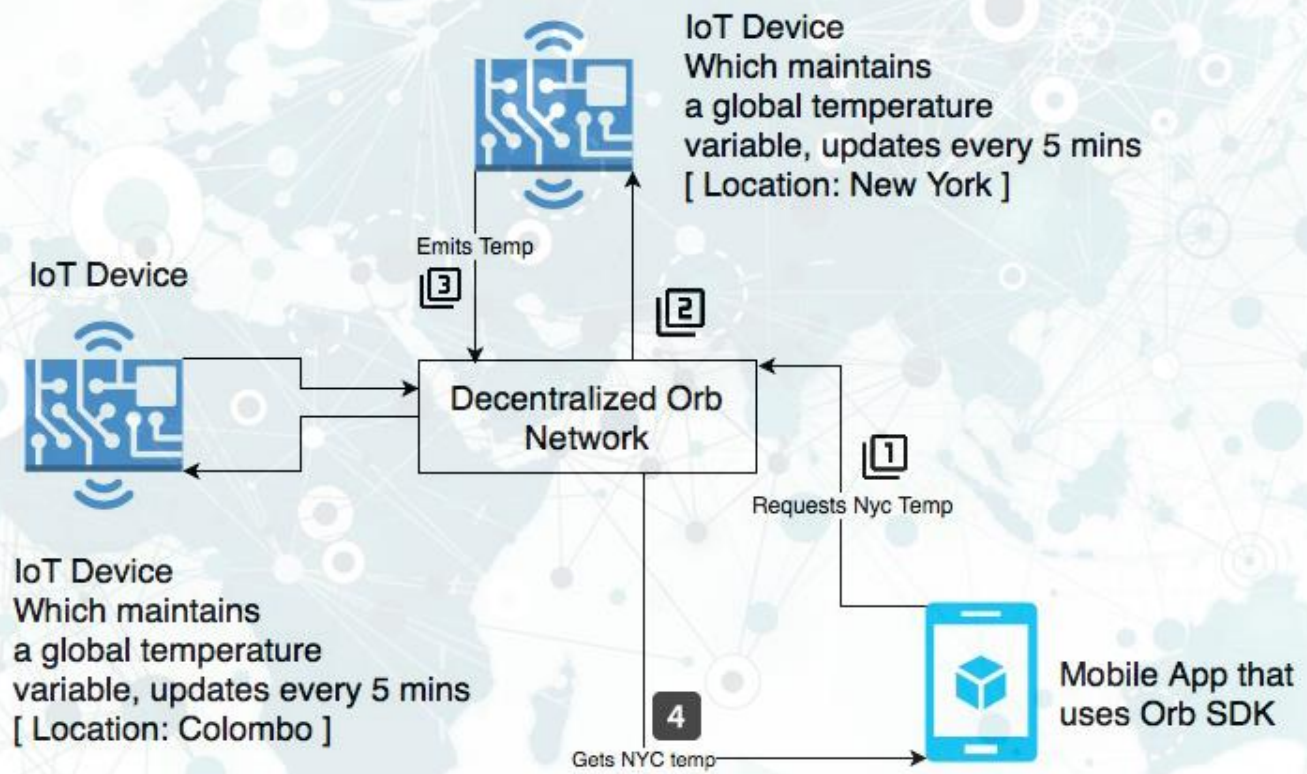 IoT Device
Which maintains
a global temperature
variable, updates every 5 mins
[ Location: New York ]
Emits Temp
3
2
IoT Device
Decentralized Orb
Network
1
Requests Nyc Temp
IoT Device
Which maintains
a global temperature
variable, updates every 5 mins
[ Location: Colombo ]
4
Gets NYC temp
Mobile App that
uses Orb SDK